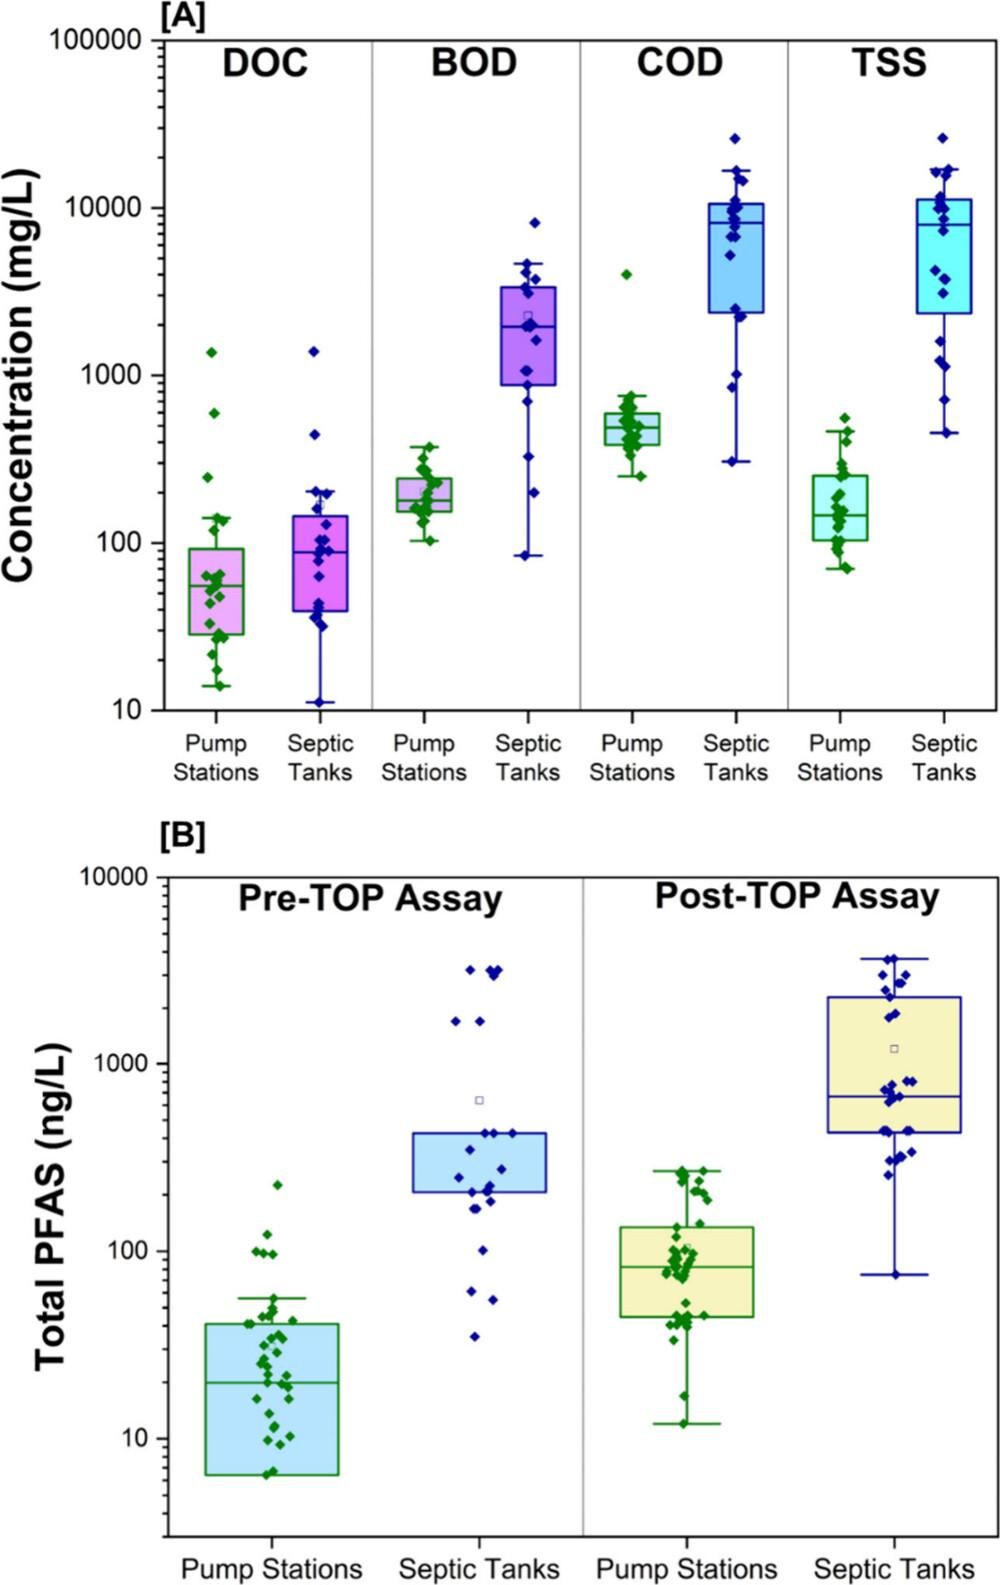 [A]
100000
10000
1000
100
10
Concentration (mg/L)
DOC
BOD
COD
TSS
Pump
Stations
Septic
Tanks
Pump
Stations
Septic
Tanks
Pump
Stations
Septic
Tanks
Pump
Stations
Septic
Tanks
[B]
10000
1000
100
10
Total PFAS (ng/L)
Pre-TOP Assay
Post-TOP Assay
Pump Stations
Septic Tanks
Pump Stations
Septic Tanks